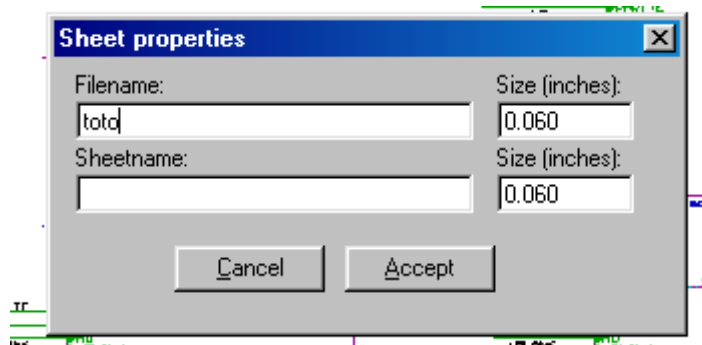 Sheet properties
Filename: Size (inches):
toto 0.060
Sheetname: Size (inches):
0.060
Cancel Accept